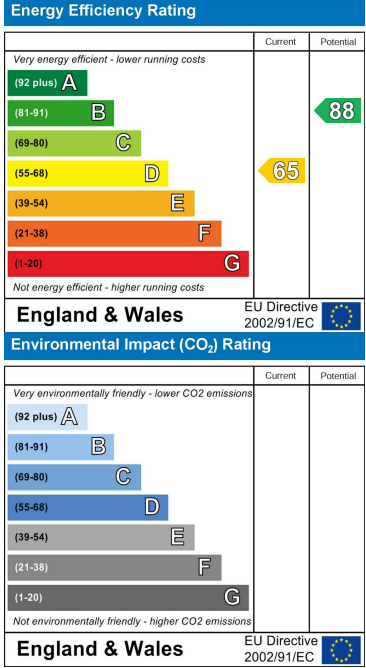 Energy Efficiency Rating
Current Potential
Very energy efficient - lower running costs
(92 plus) A
(81-91) B
88
(69-80) C
(55-68) D
65
(39-54) E
(21-38) F
(1-20) G
Not energy efficient - higher running costs
England & Wales
EU Directive
2002/91/EC
Environmental Impact (CO₂) Rating
Current Potential
Very environmentally friendly - lower CO2 emissions
(92 plus) A
(81-91) B
(69-80) C
(55-68) D
(39-54) E
(21-38) F
(1-20) G
Not environmentally friendly - higher CO2 emissions
England & Wales
EU Directive
2002/91/EC